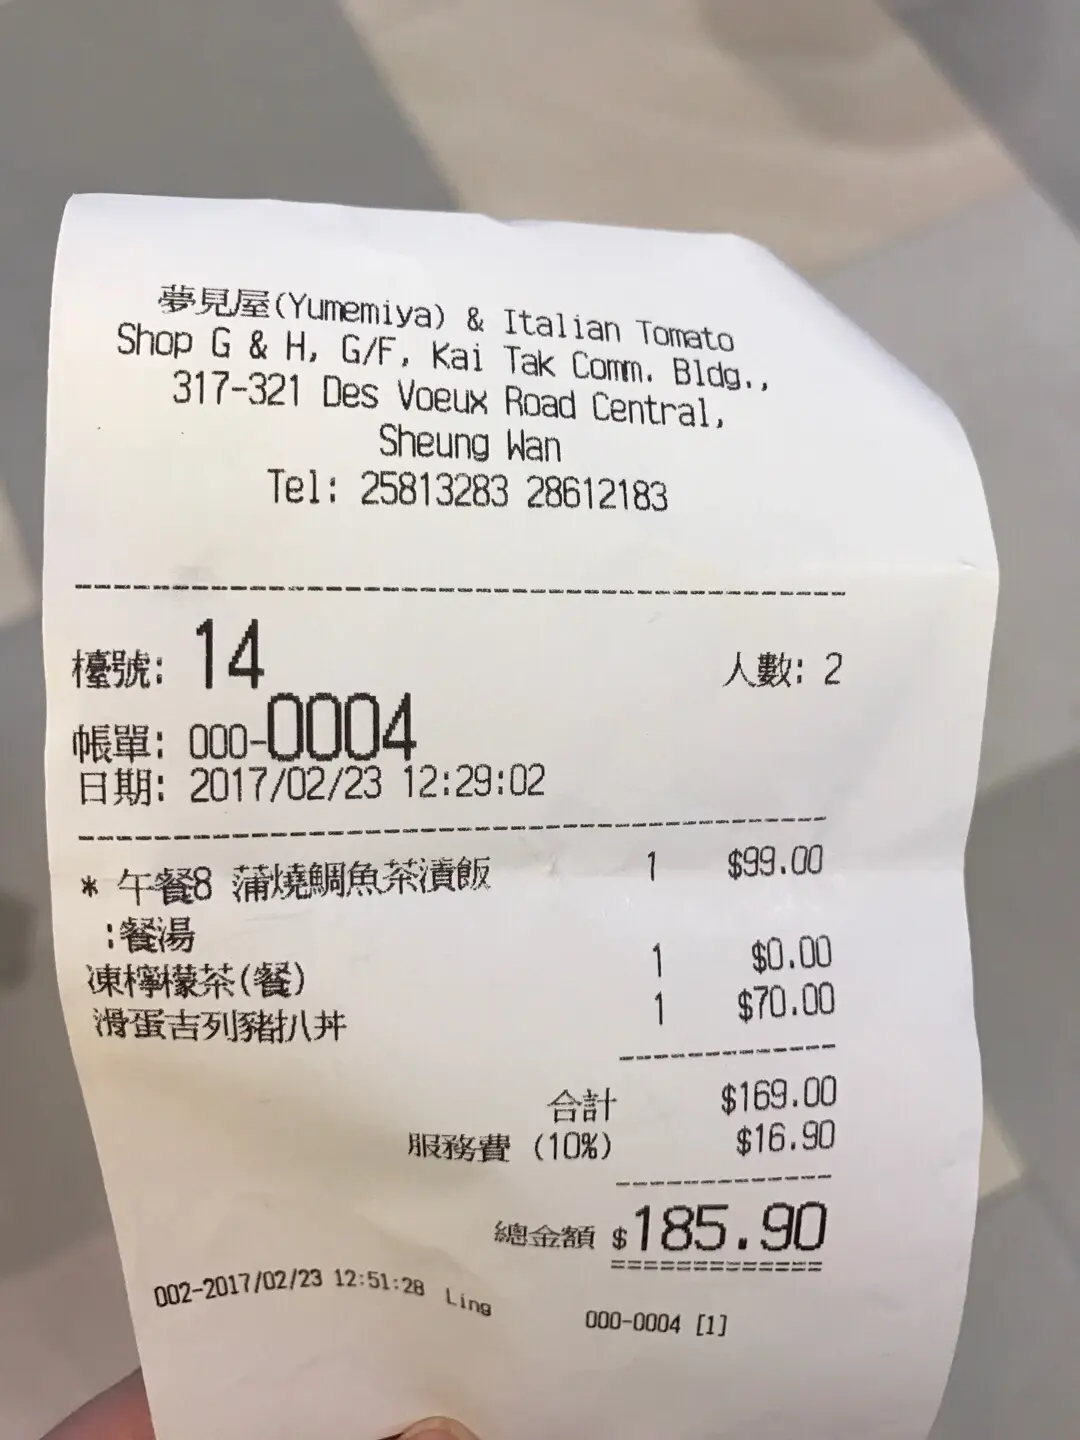 夢見屋(Yumemiya) & Italian Tomato
Shop G & H, G/F, Kai Tak Comm. Bldg.,
317-321 Des Voeux Road Central,
Sheung Wan
Tel: 25813283 28612183
檯號: 14 人數: 2
帳單: 000-0004
日期: 2017/02/23 12:29:02
* 午餐8 蒲燒鯛魚茶漬飯 1 $99.00
:餐湯
凍檸檬茶(餐) 1 $0.00
滑蛋吉列豬扒丼 1 $70.00
合計 $169.00
服務費 (10%) $16.90
總金額 $185.90
002-2017/02/23 12:51:28 Ling 000-0004 [1]